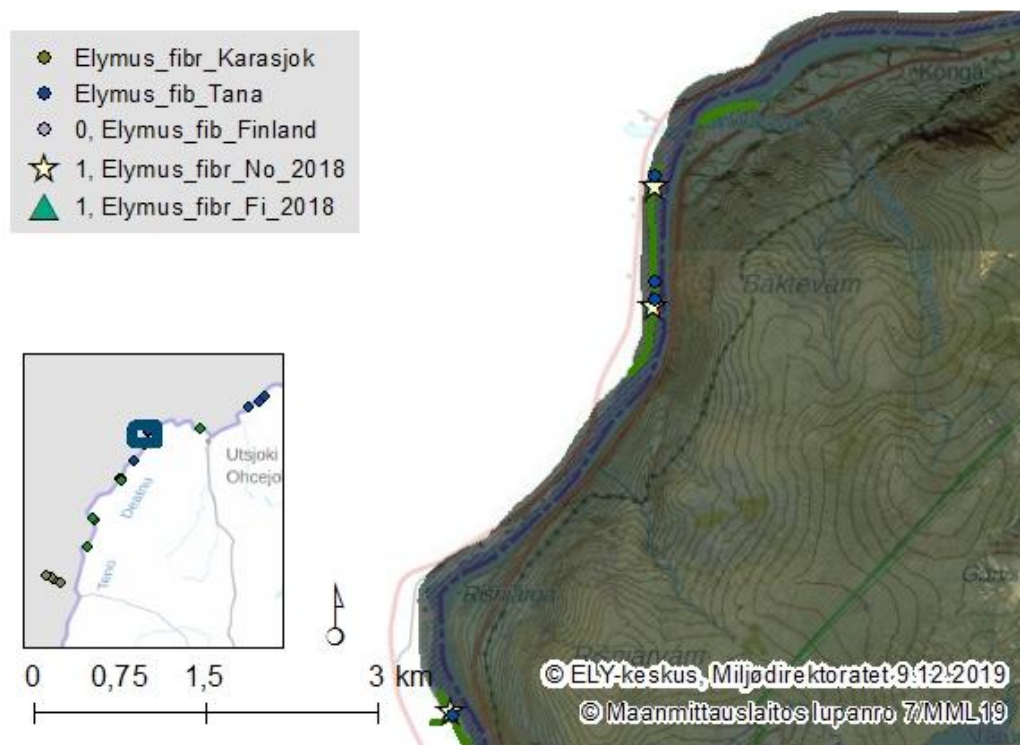 Elymus_fibr_Karasjok
Elymus_fib_Tana
0, Elymus_fib_Finland
1, Elymus_fibr_No_2018
1, Elymus_fibr_Fi_2018
Baktevám
Utsjoki
Ohcejo
Deatnu
Teno
0 0,75 1,5 3 km
© ELY-keskus, Miljødirektoratet 9.12.2019
© Maanmittauslaitos lupanro 7/MML19